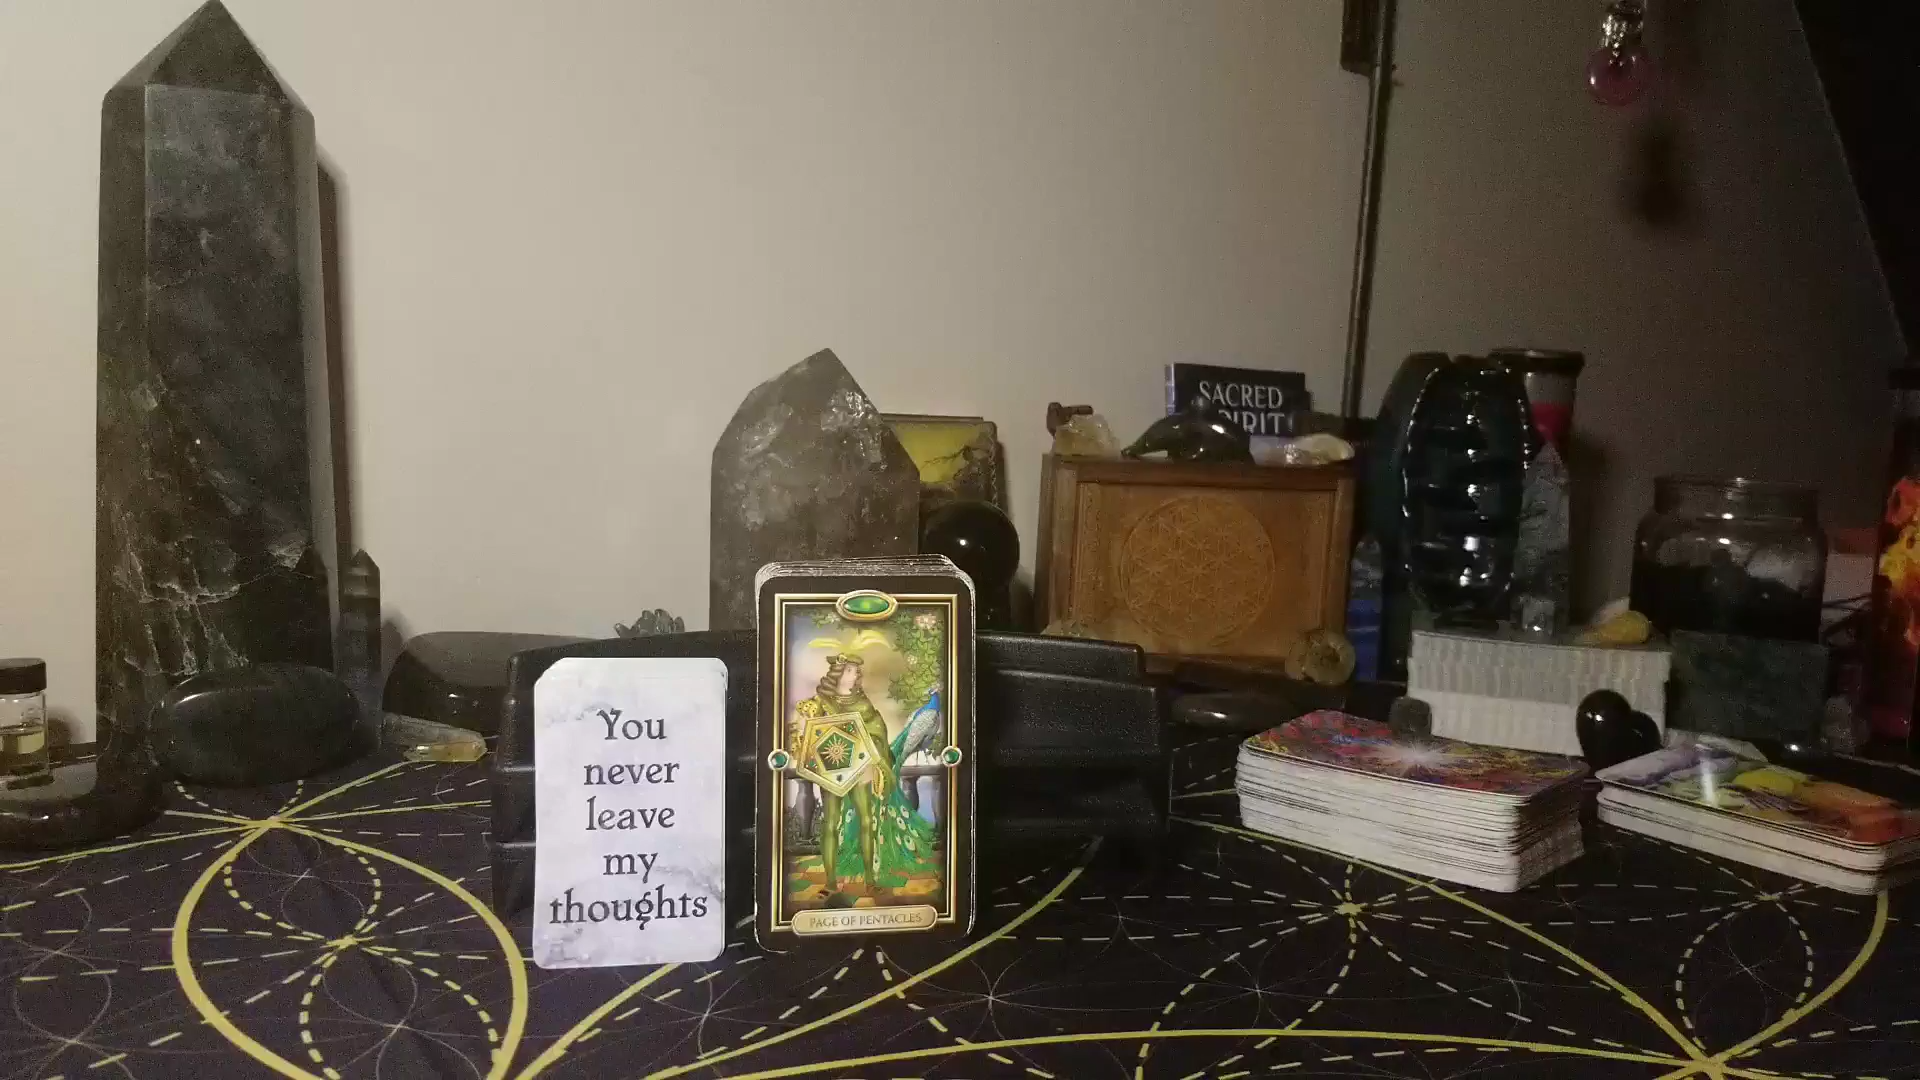 You
never
leave
my
thoughts
PAGE OF PENTACLES
SACRED